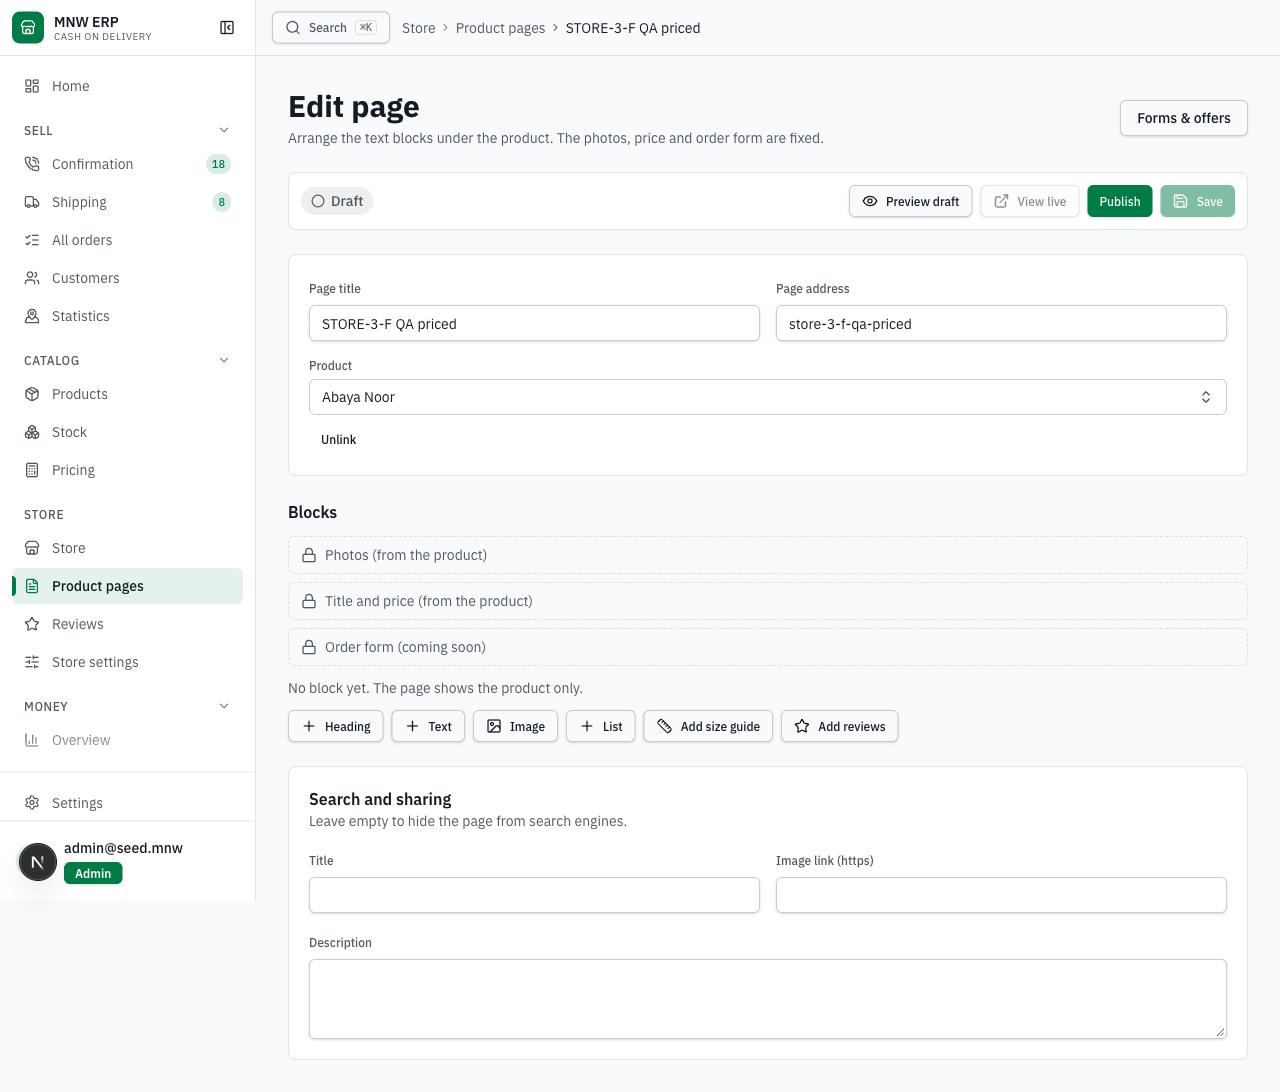 MNW ERP
CASH ON DELIVERY
Search ⌘K
Store › Product pages › STORE-3-F QA priced
Home
SELL
Confirmation 18
Shipping 8
All orders
Customers
Statistics
CATALOG
Products
Stock
Pricing
STORE
Store
Product pages
Reviews
Store settings
MONEY
Overview
Settings
N
admin@seed.mnw
Admin
Edit page
Arrange the text blocks under the product. The photos, price and order form are fixed.
Forms & offers
Draft
Preview draft
View live
Publish
Save
Page title
Page address
STORE-3-F QA priced
store-3-f-qa-priced
Product
Abaya Noor
Unlink
Blocks
Photos (from the product)
Title and price (from the product)
Order form (coming soon)
No block yet. The page shows the product only.
Heading
Text
Image
List
Add size guide
Add reviews
Search and sharing
Leave empty to hide the page from search engines.
Title
Image link (https)
Description